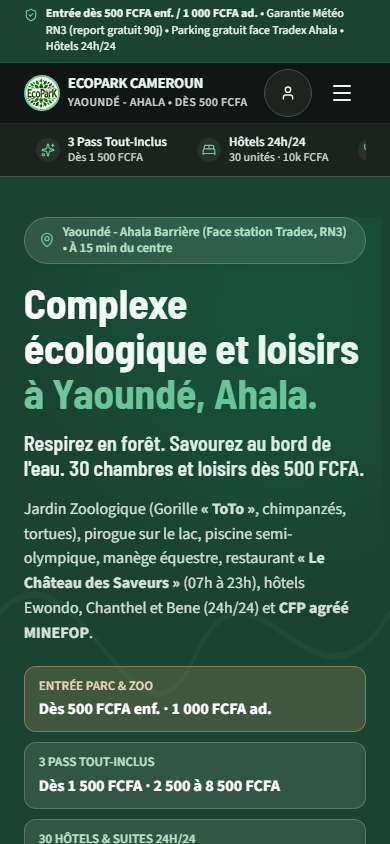 Entrée dès 500 FCFA enf. / 1 000 FCFA ad. • Garantie Météo
RN3 (report gratuit 90j) • Parking gratuit face Tradex Ahala •
Hôtels 24h/24
EcoParK
ECOPARK CAMEROUN
YAOUNDÉ - AHALA • DÈS 500 FCFA
3 Pass Tout-Inclus
Dès 1 500 FCFA
Hôtels 24h/24
30 unités · 10k FCFA
Yaoundé - Ahala Barrière (Face station Tradex, RN3)
• À 15 min du centre
Complexe
écologique et loisirs
à Yaoundé, Ahala.
Respirez en forêt. Savourez au bord de
l'eau. 30 chambres et loisirs dès 500 FCFA.
Jardin Zoologique (Gorille « ToTo », chimpanzés,
tortues), pirogue sur le lac, piscine semi-
olympique, manège équestre, restaurant « Le
Château des Saveurs » (07h à 23h), hôtels
Ewondo, Chanthel et Bene (24h/24) et CFP agréé
MINEFOP.
ENTRÉE PARC & ZOO
Dès 500 FCFA enf. · 1 000 FCFA ad.
3 PASS TOUT-INCLUS
Dès 1 500 FCFA · 2 500 à 8 500 FCFA
30 HÔTELS & SUITES 24H/24